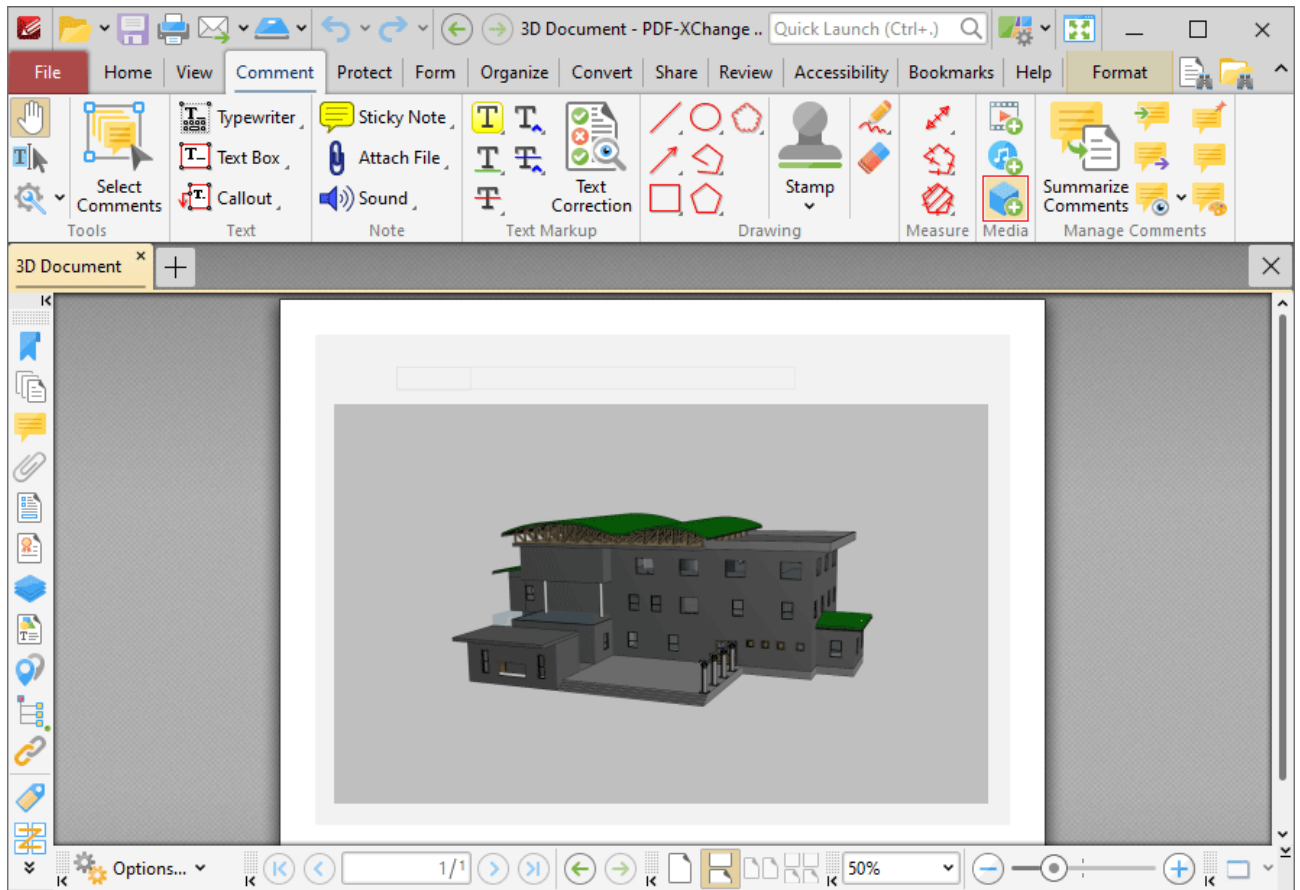 3D Document - PDF-XChange .. Quick Launch (Ctrl+.)
File Home View Comment Protect Form Organize Convert Share Review Accessibility Bookmarks Help Format
Typewriter Sticky Note
Text Box Attach File
Select Comments Callout Sound Text Correction Stamp Summarize Comments
Tools Text Note Text Markup Drawing Measure Media Manage Comments
3D Document
Options... 1/1 50%